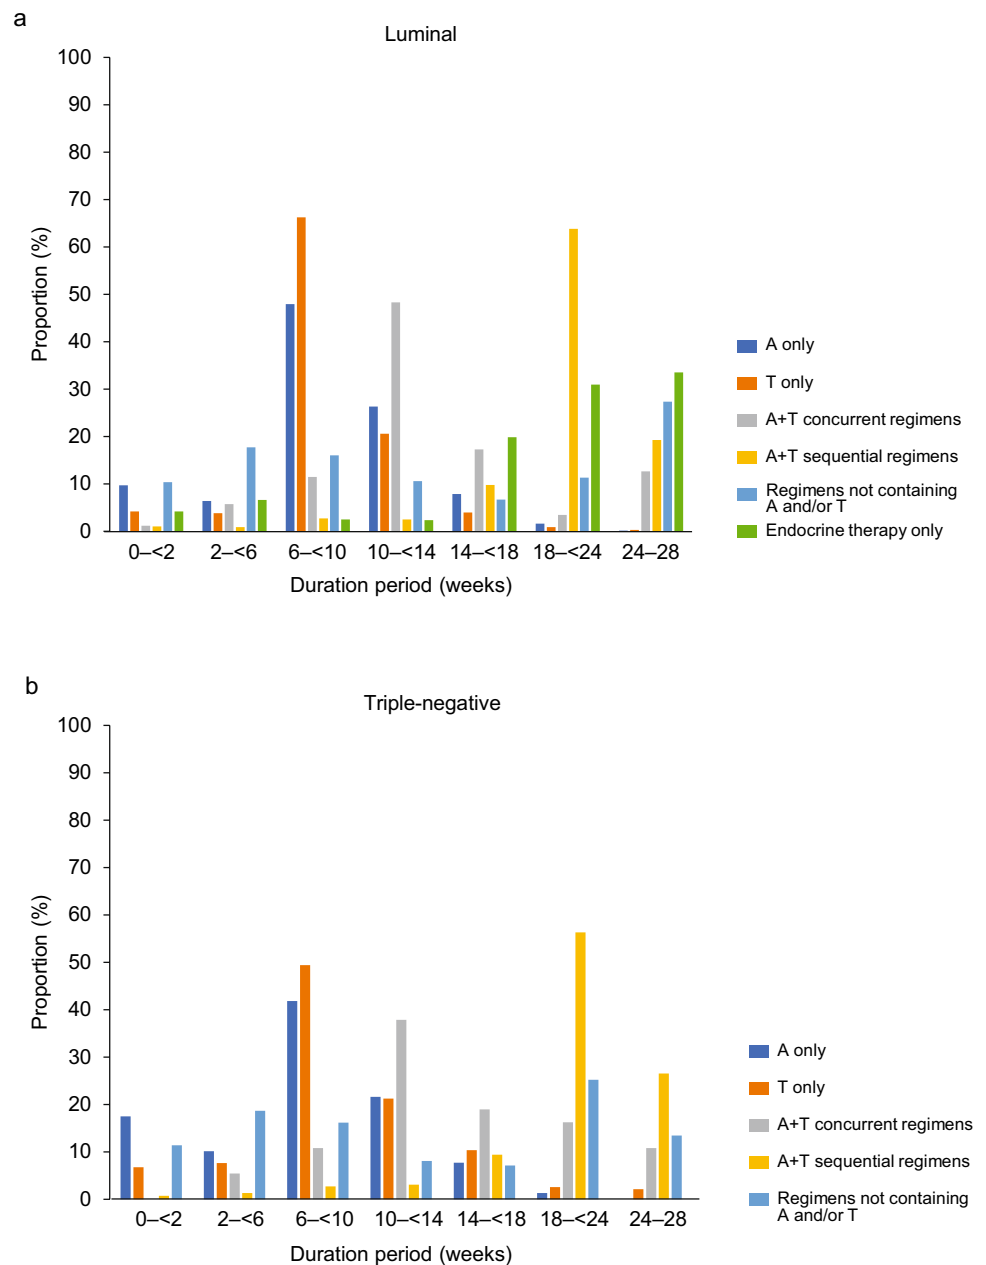 a
Luminal
100
90
80
70
60
50
40
30
20
10
0
Proportion (%)
0–<2 2–<6 6–<10 10–<14 14–<18 18–<24 24–28
Duration period (weeks)
A only
T only
A+T concurrent regimens
A+T sequential regimens
Regimens not containing
A and/or T
Endocrine therapy only
b
Triple-negative
100
90
80
70
60
50
40
30
20
10
0
Proportion (%)
0–<2 2–<6 6–<10 10–<14 14–<18 18–<24 24–28
Duration period (weeks)
A only
T only
A+T concurrent regimens
A+T sequential regimens
Regimens not containing
A and/or T